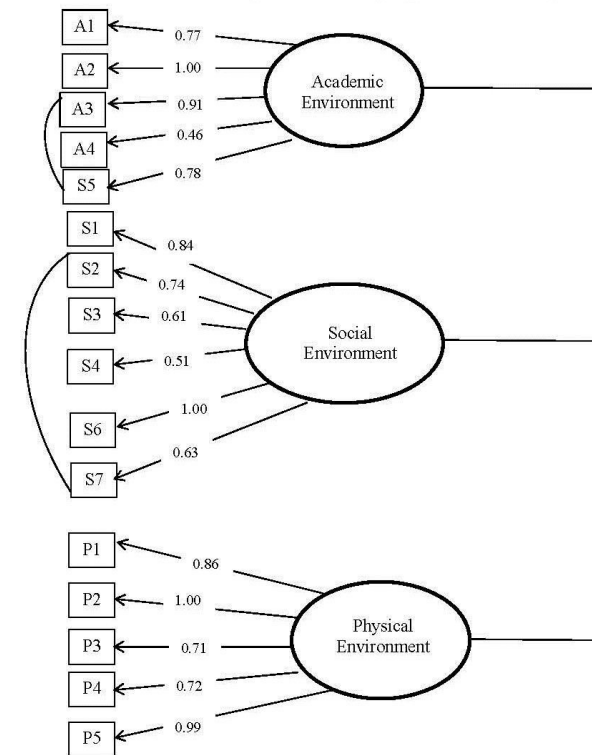 A1
0.77
A2
1.00
A3
0.91
A4
0.46
S5
0.78
Academic
Environment
S1
0.84
S2
0.74
S3
0.61
S4
0.51
S6
1.00
S7
0.63
Social
Environment
P1
0.86
P2
1.00
P3
0.71
P4
0.72
P5
0.99
Physical
Environment